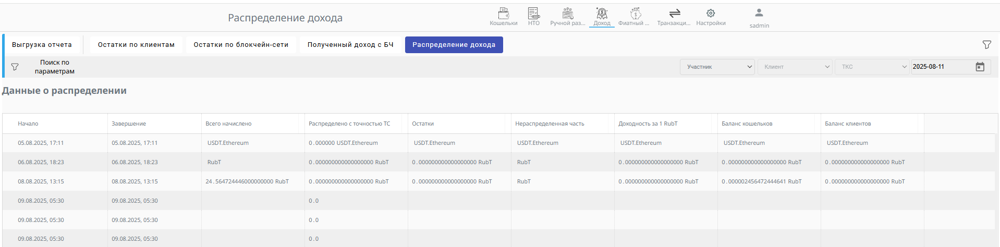 Распределение дохода
Кошельки НТО Ручной раз... Доход Фиатный ... Транзакци... Настройки sadmin
Выгрузка отчета Остатки по клиентам Остатки по блокчейн-сети Полученный доход с БЧ Распределение дохода
Поиск по
параметрам
Участник Клиент ТКС 2025-08-11
Данные о распределении
Начало Завершение Всего начислено Распределено с точностью ТС Остатки Нераспределенная часть Доходность за 1 RubT Баланс кошельков Баланс клиентов
05.08.2025, 17:11 05.08.2025, 17:11 USDT.Ethereum 0.000000 USDT.Ethereum USDT.Ethereum USDT.Ethereum USDT.Ethereum USDT.Ethereum USDT.Ethereum
06.08.2025, 18:23 06.08.2025, 18:23 RubT 0.000000000000000000 RubT 0.000000000000000000 RubT RubT 0.000000000000000000 RubT 0.000000000000000000 RubT 0.000000000000000000 RubT
08.08.2025, 13:15 08.08.2025, 13:15 24.564724446000000000 RubT 0.000000000000000000 RubT 0.000000000000000000 RubT RubT 0.000000000000000000 RubT 0.000002456472444641 RubT 0.000000000000000000 RubT
09.08.2025, 05:30 09.08.2025, 05:30 0.0
09.08.2025, 05:30 09.08.2025, 05:30 0.0
09.08.2025, 05:30 09.08.2025, 05:30 0.0